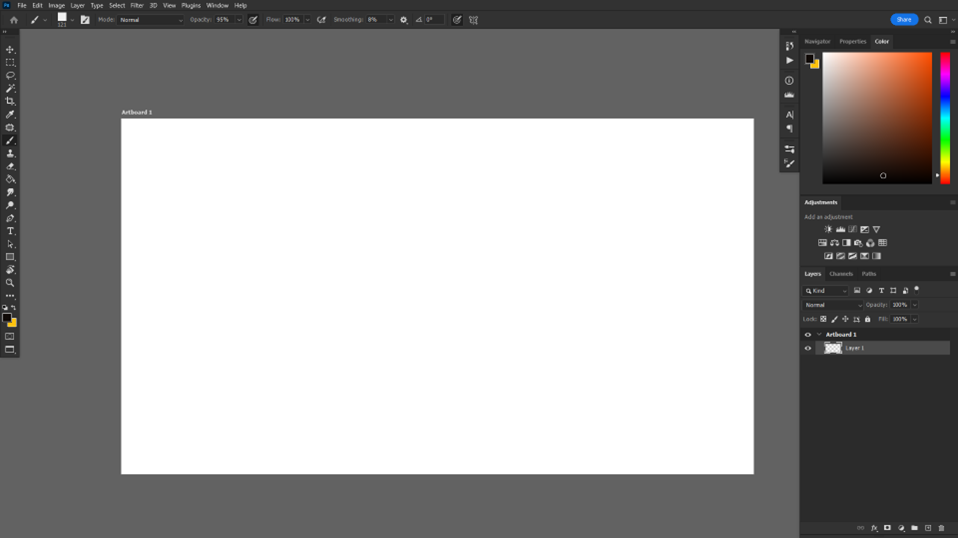 Ps File Edit Image Layer Type Select Filter 3D View Plugins Window Help
Mode: Normal Opacity: 95% Flow: 100% Smoothing: 8% 0° Share
Navigator Properties Color
Artboard 1
Adjustments
Add an adjustment
Layers Channels Paths
Kind
Normal Opacity: 100%
Lock: Fill: 100%
Artboard 1
Layer 1